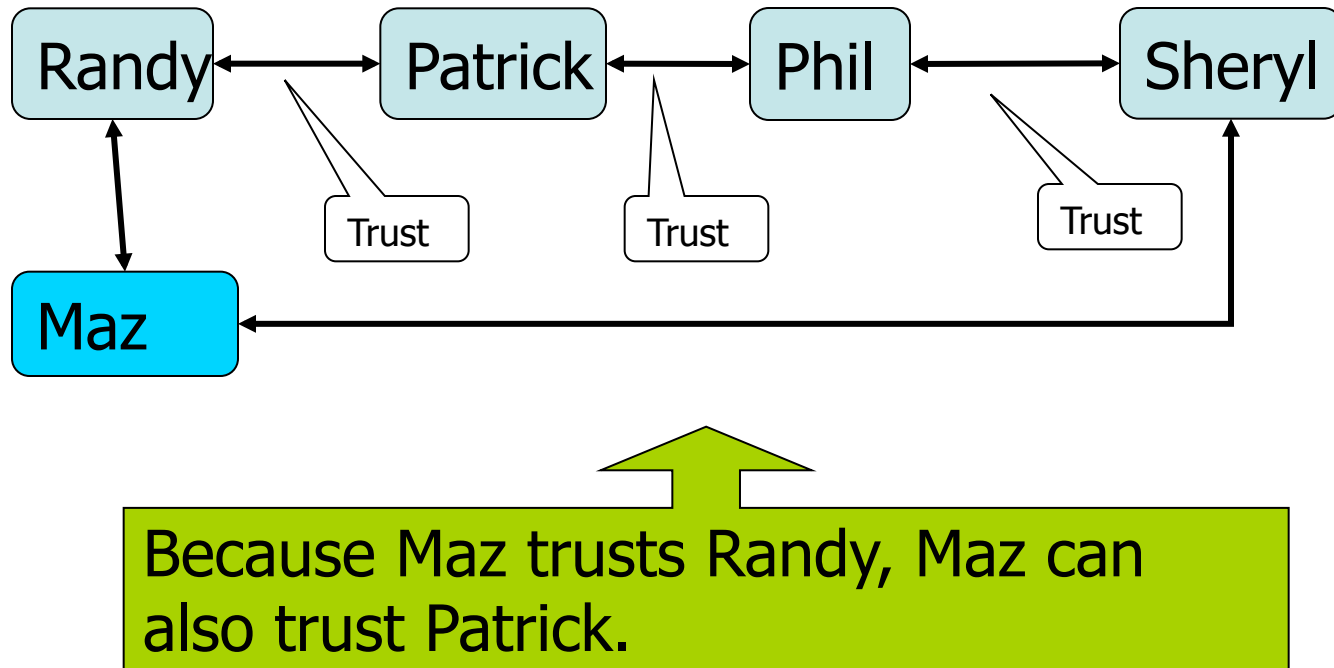 Randy Patrick Phil Sheryl
Trust Trust Trust
Maz
Because Maz trusts Randy, Maz can
also trust Patrick.